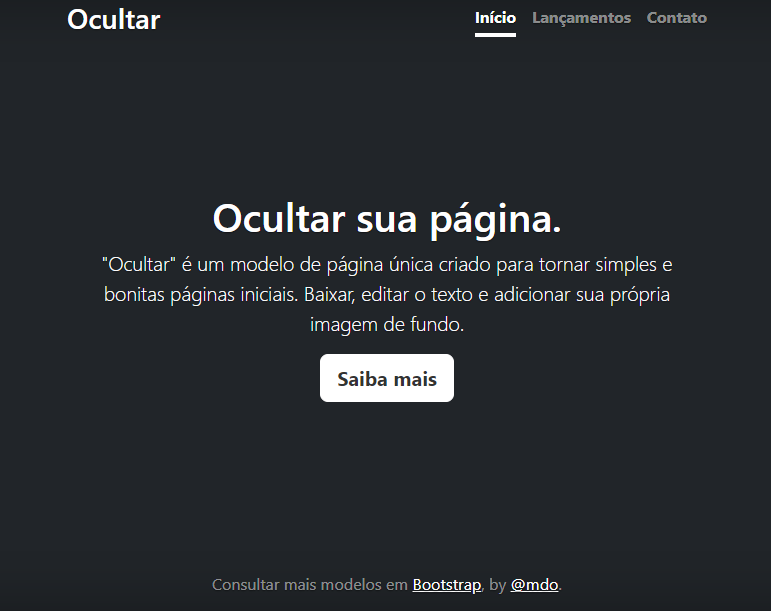 Ocultar
Início Lançamentos Contato
Ocultar sua página.
"Ocultar" é um modelo de página única criado para tornar simples e
bonitas páginas iniciais. Baixar, editar o texto e adicionar sua própria
imagem de fundo.
Saiba mais
Consultar mais modelos em Bootstrap, by @mdo.